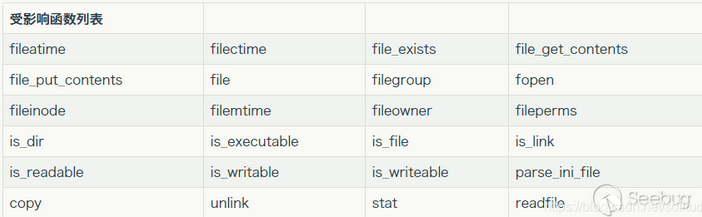 受影响函数列表
fileatime filectime file_exists file_get_contents
file_put_contents file filegroup fopen
fileinode filemtime fileowner fileperms
is_dir is_executable is_file is_link
is_readable is_writable is_writeable parse_ini_file
copy unlink stat readfile
Seebug